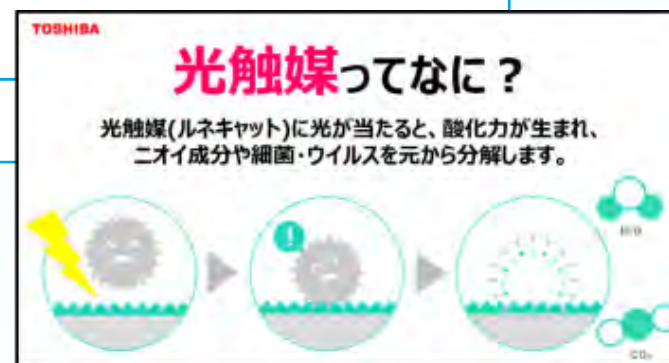 TOSHIBA
光触媒ってなに？
光触媒(ルネキャット)に光が当たると、酸化力が生まれ、
ニオイ成分や細菌・ウイルスを元から分解します。
!
H₂O
CO₂